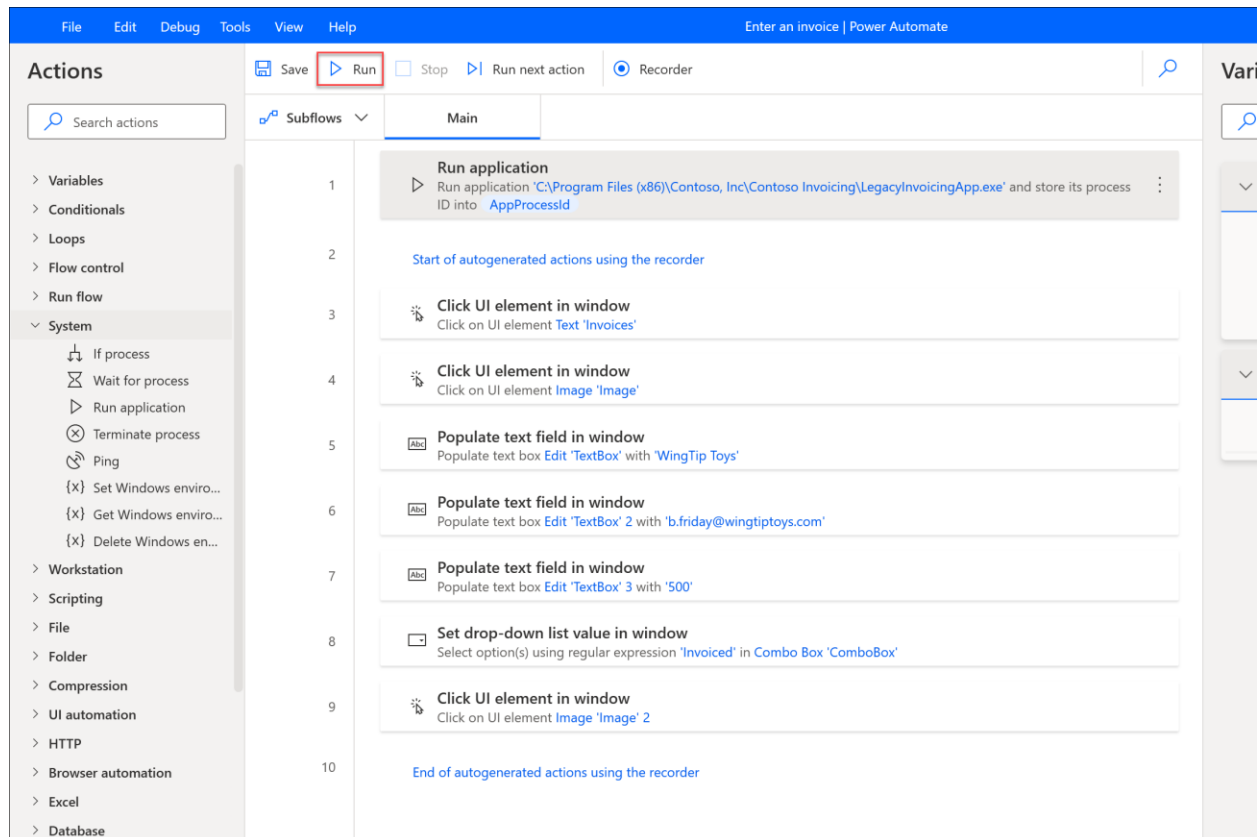 File Edit Debug Tools View Help
Enter an invoice | Power Automate
Actions
Search actions
Variables
Conditionals
Loops
Flow control
Run flow
System
If process
Wait for process
Run application
Terminate process
Ping
{x} Set Windows enviro...
{x} Get Windows enviro...
{x} Delete Windows en...
Workstation
Scripting
File
Folder
Compression
UI automation
HTTP
Browser automation
Excel
Database
Save Run Stop Run next action Recorder
Subflows Main
1
Run application
Run application 'C:\Program Files (x86)\Contoso, Inc\Contoso Invoicing\LegacyInvoicingApp.exe' and store its process
ID into AppProcessId
2
Start of autogenerated actions using the recorder
3
Click UI element in window
Click on UI element Text 'Invoices'
4
Click UI element in window
Click on UI element Image 'Image'
5
Abc
Populate text field in window
Populate text box Edit 'TextBox' with 'WingTip Toys'
6
Abc
Populate text field in window
Populate text box Edit 'TextBox' 2 with 'b.friday@wingtiptoys.com'
7
Abc
Populate text field in window
Populate text box Edit 'TextBox' 3 with '500'
8
Set drop-down list value in window
Select option(s) using regular expression 'Invoiced' in Combo Box 'ComboBox'
9
Click UI element in window
Click on UI element Image 'Image' 2
10
End of autogenerated actions using the recorder
Vari